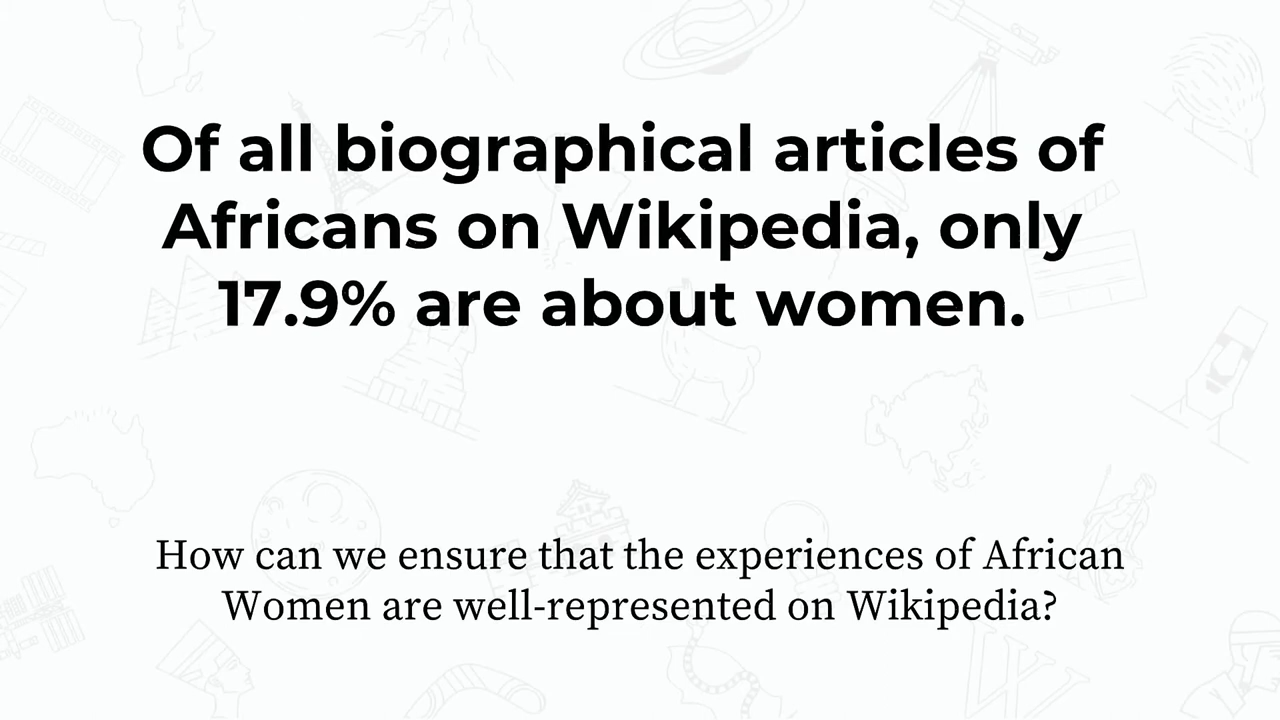 Of all biographical articles of
Africans on Wikipedia, only
17.9% are about women.
How can we ensure that the experiences of African
Women are well-represented on Wikipedia?